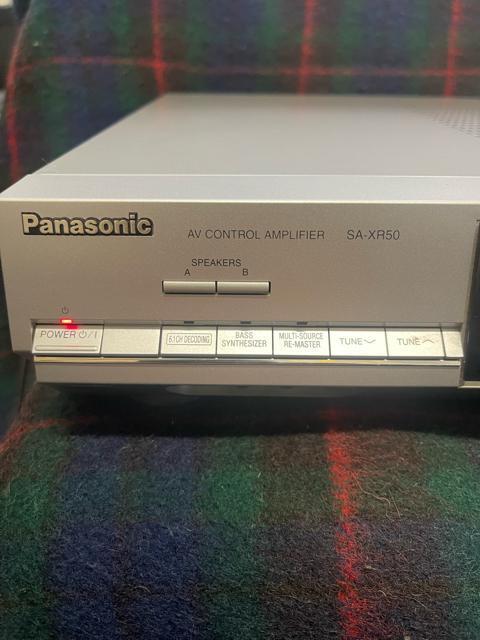 Panasonic
AV CONTROL AMPLIFIER SA-XR50
SPEAKERS
A B
POWER ⏻/I
6.1CH DECODING
BASS
SYNTHESIZER
MULTI-SOURCE
RE-MASTER
TUNE
TUNE